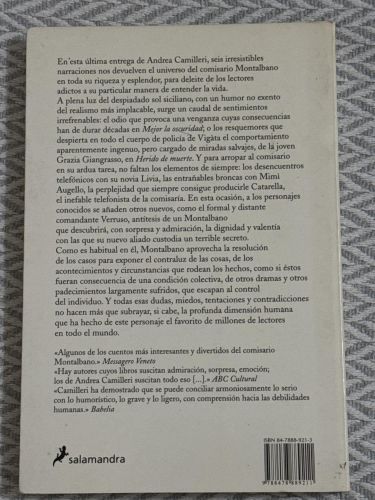 En esta última entrega de Andrea Camilleri, seis irresistibles
narraciones nos devuelven el universo del comisario Montalbano
en toda su riqueza y esplendor, para deleite de los lectores
adictos a su particular manera de entender la vida.
A plena luz del despiadado sol siciliano, con un humor no exento
del realismo más implacable, surge un caudal de sentimientos
irrefrenables: el odio que provoca una venganza cuyas consecuencias
han de durar décadas en Mejor la oscuridad; o los resquemores que
despierta en todo el cuerpo de policía de Vigàta el comportamiento
aparentemente ingenuo, pero cargado de miradas salvajes, de la joven
Grazia Giangrasso, en Herido de muerte. Y para arropar al comisario
en su ardua tarea, no faltan los elementos de siempre: los desencuentros
telefónicos con su novia Livia, las entrañables broncas con Mimì
Augello, la perplejidad que siempre consigue producirle Catarella,
el inefable telefonista de la comisaría. En esta ocasión, a los personajes
conocidos se añaden otros nuevos, como el formal y distante
comandante Verruso, antítesis de un Montalbano
que descubrirá, con sorpresa y admiración, la dignidad y valentía
con las que su nuevo aliado custodia un terrible secreto.
Como es habitual en él, Montalbano aprovecha la resolución
de los casos para exponer el contraluz de las cosas, de los
acontecimientos y circunstancias que rodean los hechos, como si éstos
fueran consecuencia de una condición colectiva, de otros dramas y otros
padecimientos largamente sufridos, que escapan al control
del individuo. Y todas esas dudas, miedos, tentaciones y contradicciones
no hacen más que subrayar, si cabe, la profunda dimensión humana
que ha hecho de este personaje el favorito de millones de lectores
en todo el mundo.
«Algunos de los cuentos más interesantes y divertidos del comisario
Montalbano.» Messagero Veneto
«Hay autores cuyos libros suscitan admiración, sorpresa, emoción;
los de Andrea Camilleri suscitan todo eso [...].» ABC Cultural
«Camilleri ha demostrado que se puede conciliar armoniosamente lo serio
con lo humorístico, lo grave y lo ligero, con comprensión hacia las debilidades
humanas.» Babelia
salamandra
ISBN: 84-7888-921-3
9 788478 889211